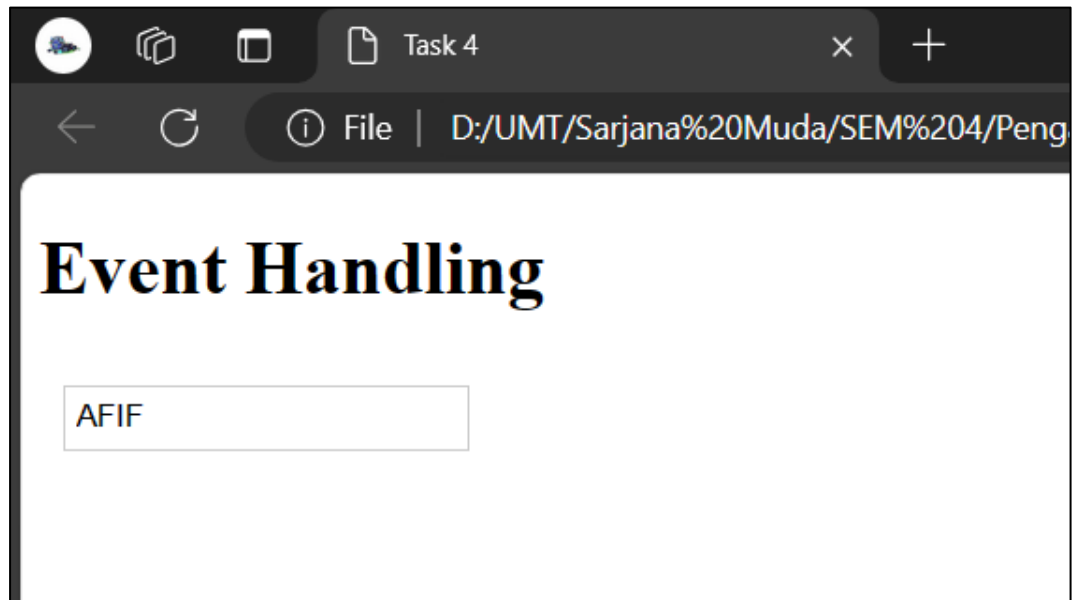 Task 4
File | D:/UMT/Sarjana%20Muda/SEM%204/Peng
Event Handling
AFIF